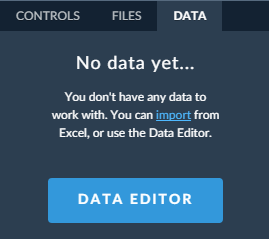 CONTROLS FILES DATA
No data yet...
You don't have any data to
work with. You can import from
Excel, or use the Data Editor.
DATA EDITOR